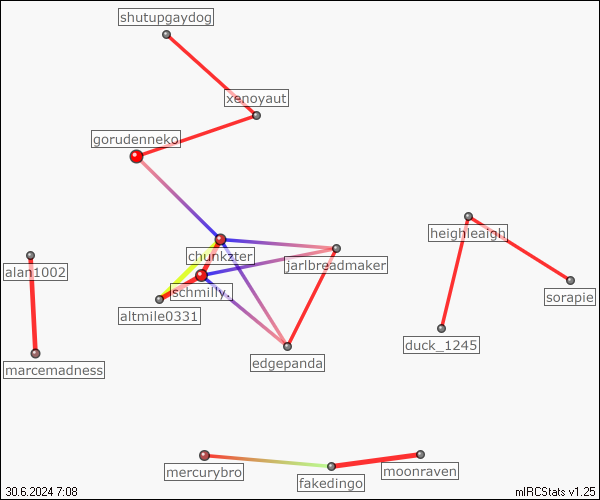 shutupgaydog
xenoyaut
gorudenneko
heighleaigh
chunkzter
jarlbreadmaker
alan1002
schmilly_
sorapie
altmile0331
duck_1245
edgepanda
marcemadness
mercurybro
moonraven
fakedingo
30.6.2024 7:08
mIRCStats v1.25